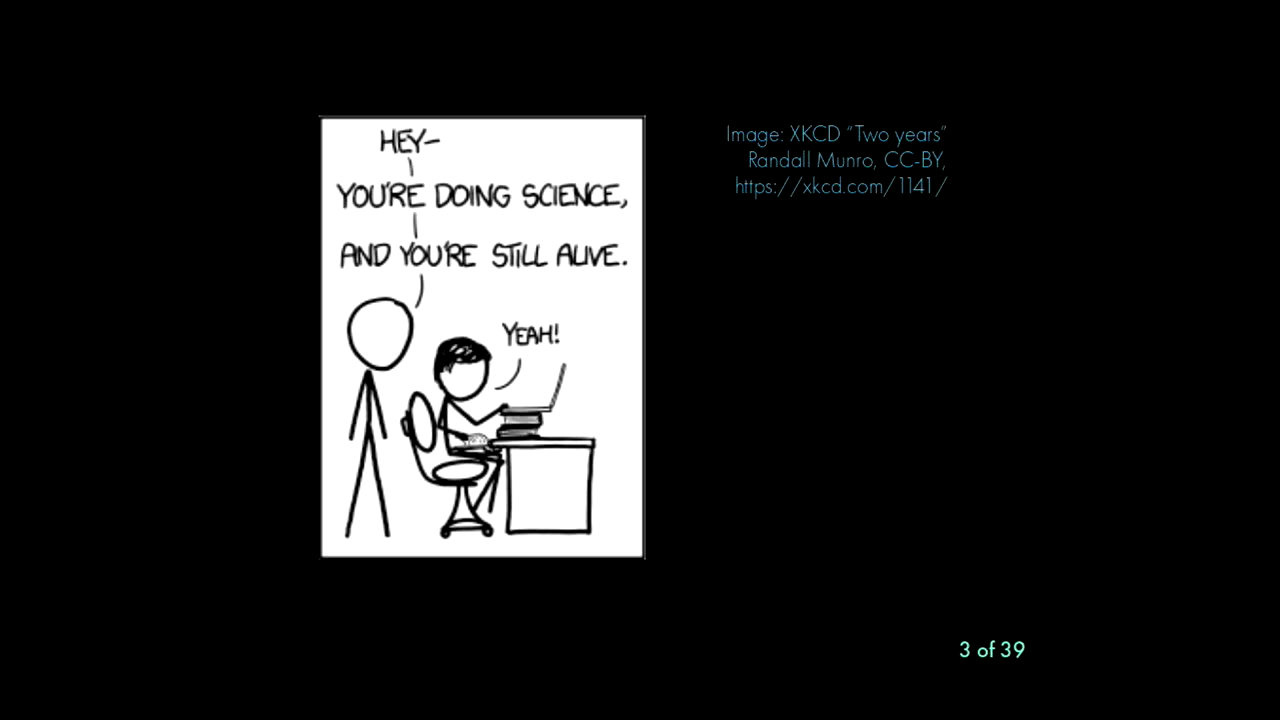 HEY—
YOU'RE DOING SCIENCE,
AND YOU'RE STILL ALIVE.
YEAH!
Image: XKCD “Two years”
Randall Munro, CC-BY,
https://xkcd.com/1141/
3 of 39